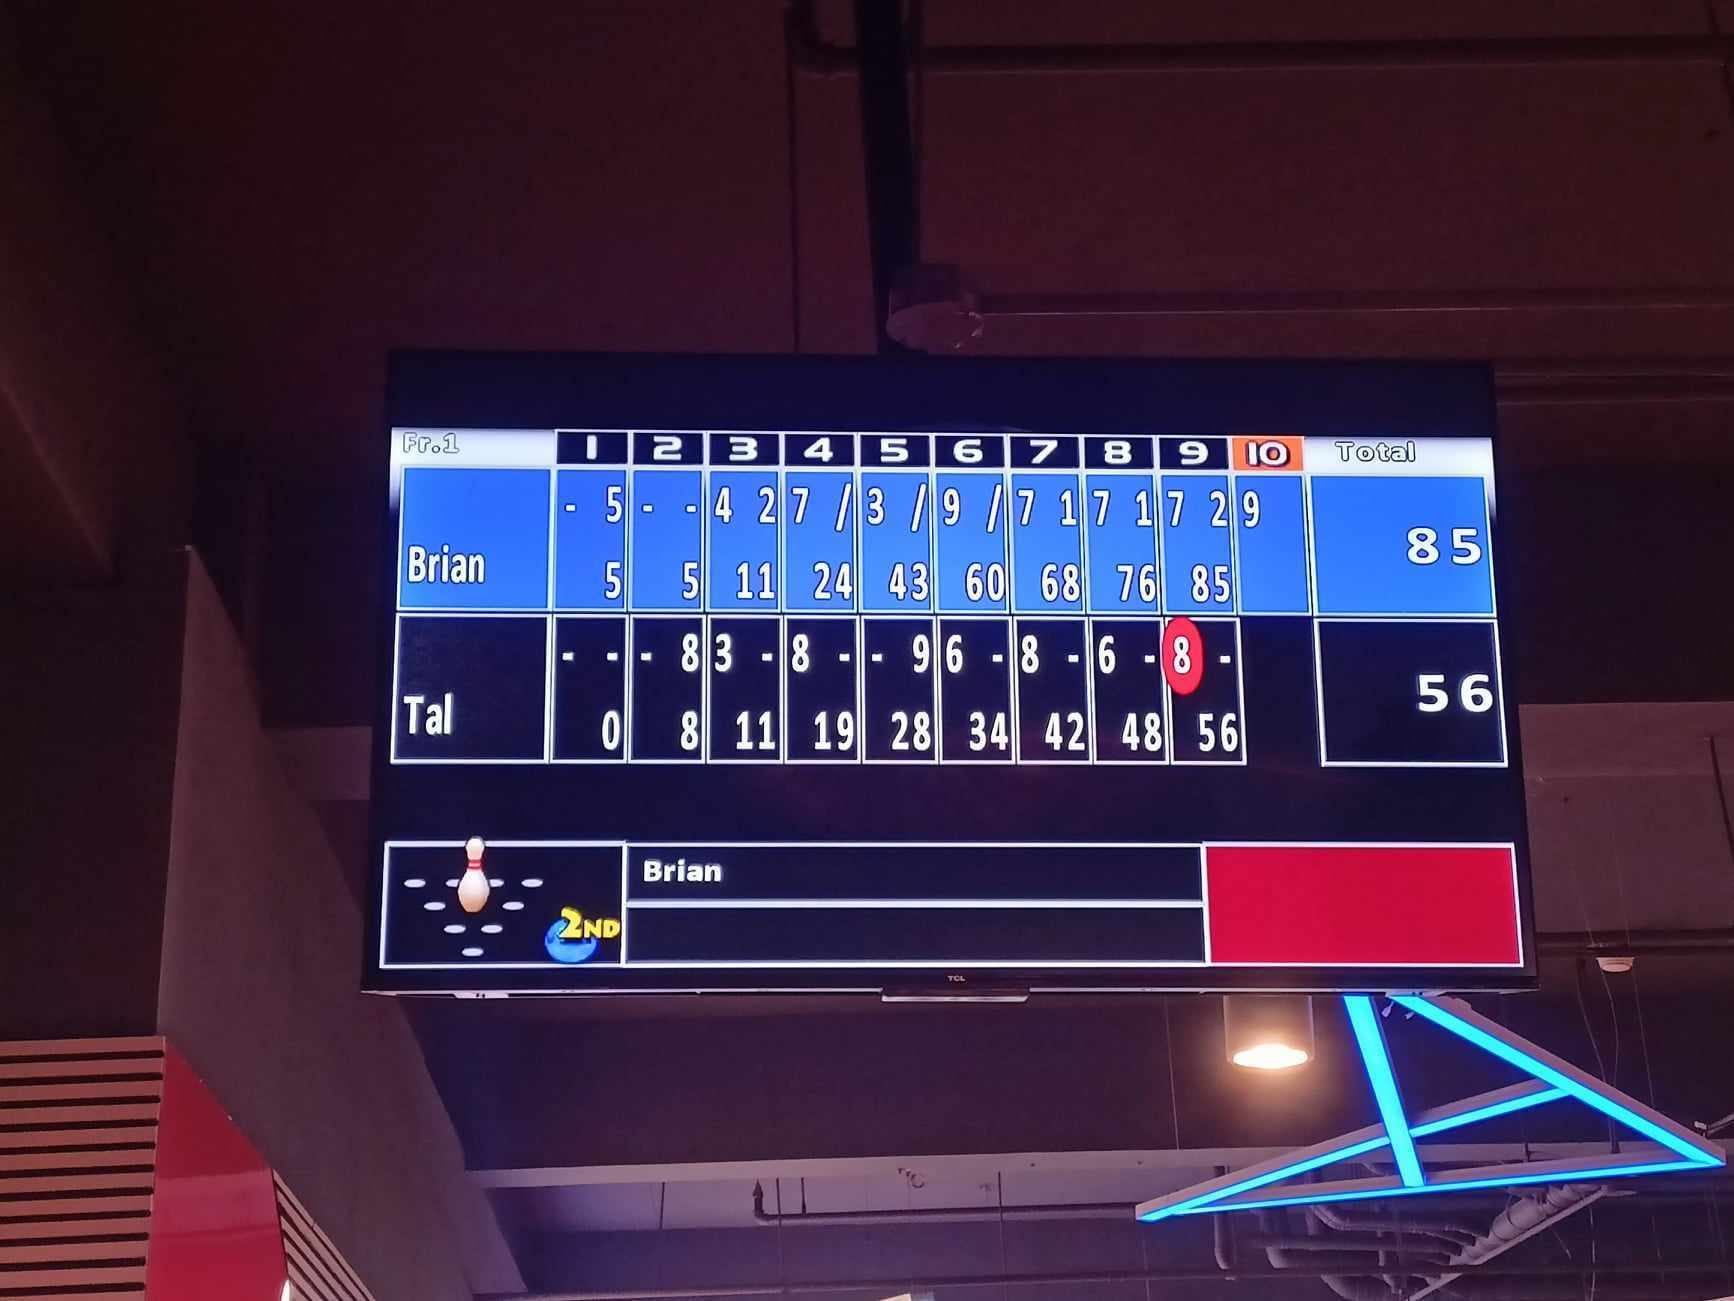 Fr.1 1 2 3 4 5 6 7 8 9 10 Total
- 5 - - 4 2 7 / 3 / 9 / 7 1 7 1 7 2 9
Brian 5 5 11 24 43 60 68 76 85 85
- - - 8 3 - 8 - - 9 6 - 8 - 6 - 8 -
Tal 0 8 11 19 28 34 42 48 56 56
Brian
2ND
TCL